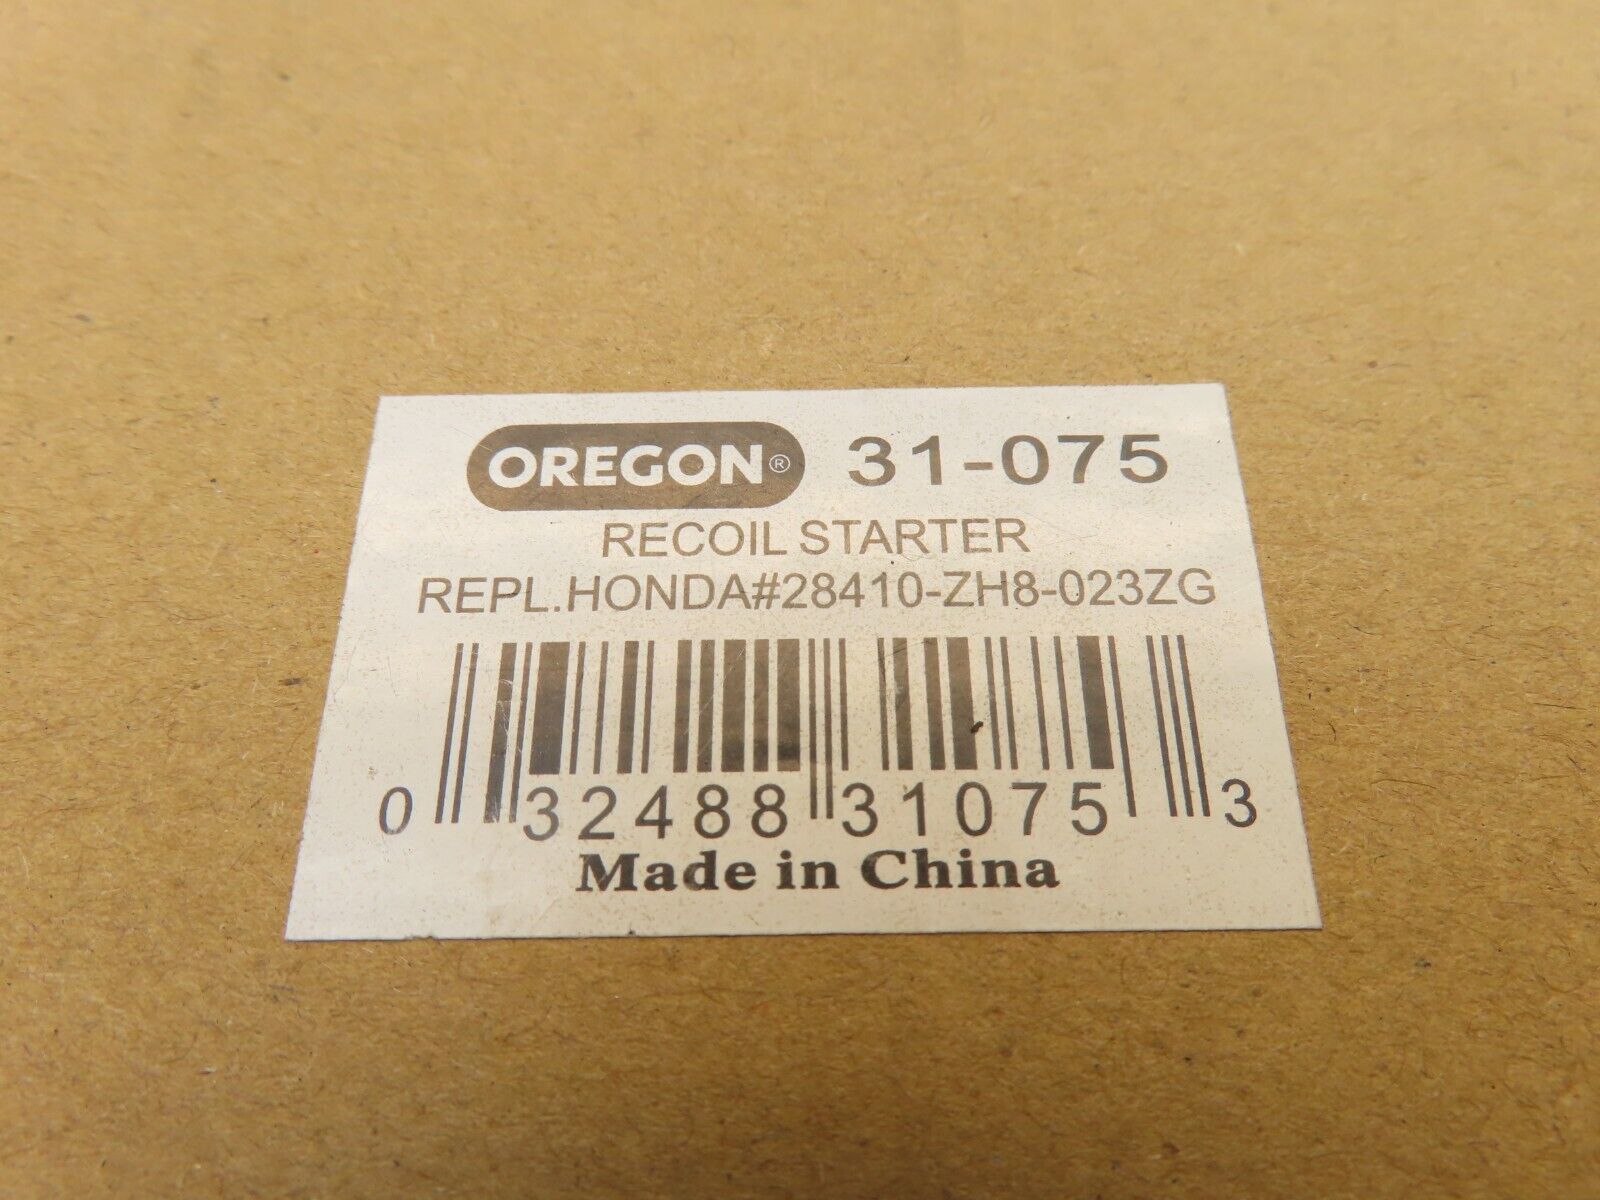 OREGON® 31-075
RECOIL STARTER
REPL.HONDA#28410-ZH8-023ZG
0 32488 31075 3
Made in China